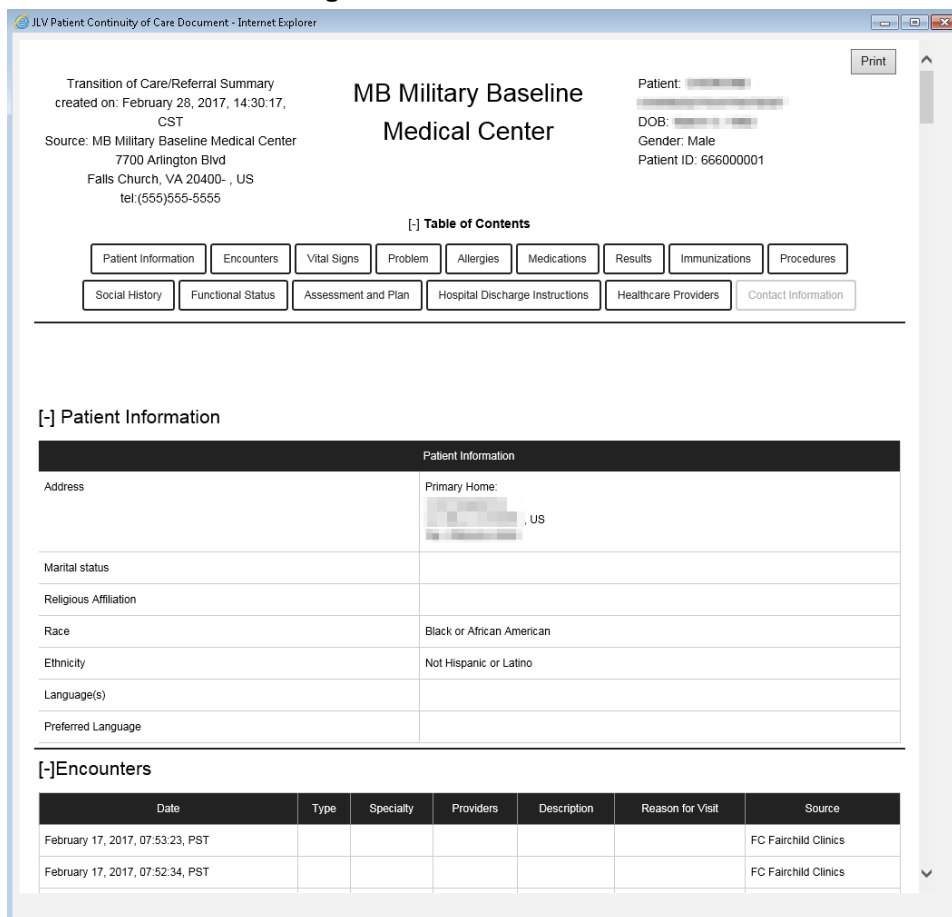 JLV Patient Continuity of Care Document - Internet Explorer
Print
Transition of Care/Referral Summary
created on: February 28, 2017, 14:30:17,
CST
Source: MB Military Baseline Medical Center
7700 Arlington Blvd
Falls Church, VA 20400- , US
tel:(555)555-5555
MB Military Baseline
Medical Center
Patient:
DOB:
Gender: Male
Patient ID: 666000001
[-] Table of Contents
Patient Information Encounters Vital Signs Problem Allergies Medications Results Immunizations Procedures
Social History Functional Status Assessment and Plan Hospital Discharge Instructions Healthcare Providers Contact Information
[-] Patient Information
Patient Information
Address Primary Home:
, US
Marital status
Religious Affiliation
Race Black or African American
Ethnicity Not Hispanic or Latino
Language(s)
Preferred Language
[-]Encounters
Date Type Specialty Providers Description Reason for Visit Source
February 17, 2017, 07:53:23, PST FC Fairchild Clinics
February 17, 2017, 07:52:34, PST FC Fairchild Clinics